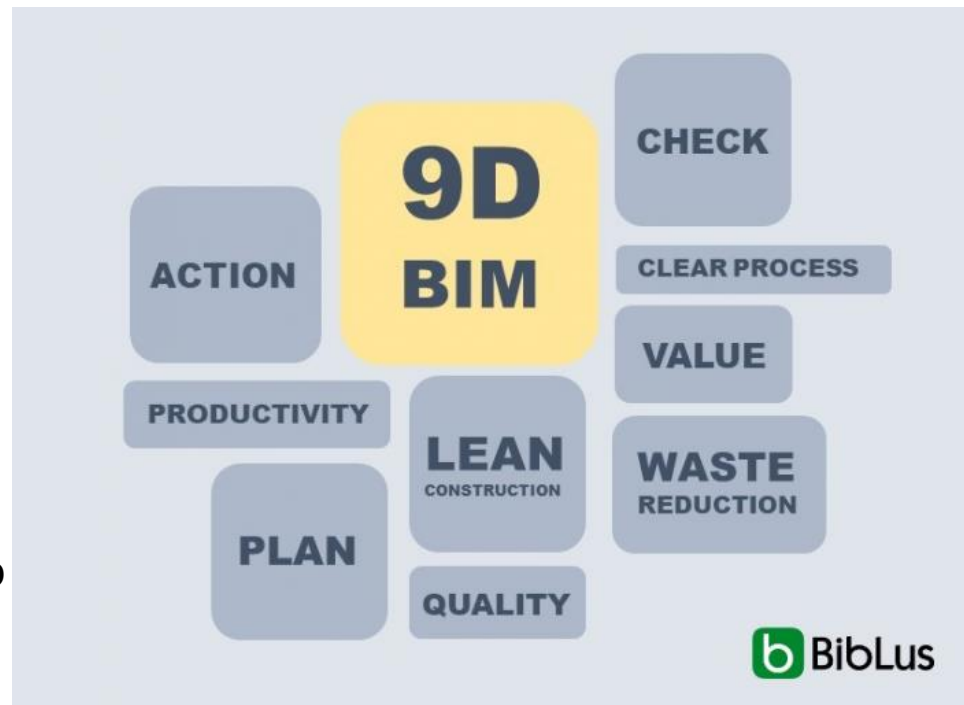 9D
BIM
CHECK
ACTION
CLEAR PROCESS
VALUE
PRODUCTIVITY
LEAN
CONSTRUCTION
WASTE
REDUCTION
PLAN
QUALITY
b BibLus